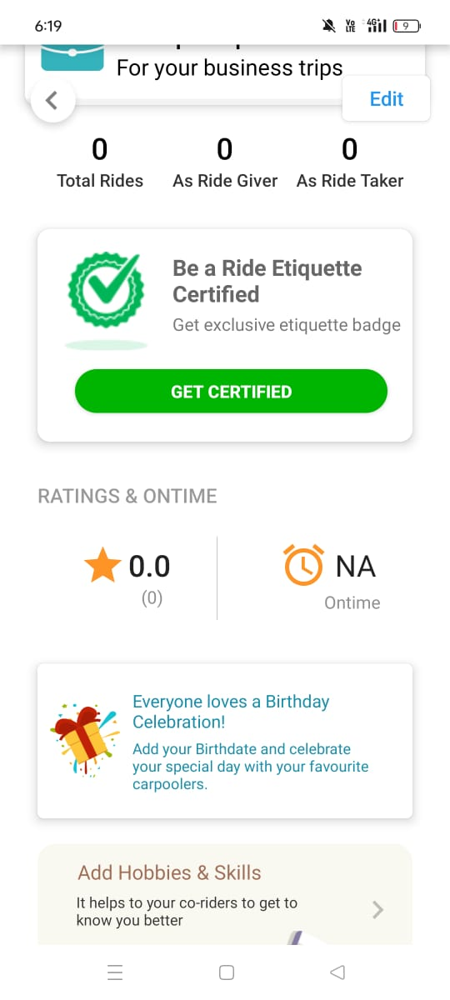 6:19
Vo LTE
4G+
9
For your business trips
Edit
0
0
0
Total Rides
As Ride Giver
As Ride Taker
Be a Ride Etiquette
Certified
Get exclusive etiquette badge
GET CERTIFIED
RATINGS & ONTIME
0.0
NA
(0)
Ontime
Everyone loves a Birthday
Celebration!
Add your Birthdate and celebrate
your special day with your favourite
carpoolers.
Add Hobbies & Skills
It helps to your co-riders to get to
know you better